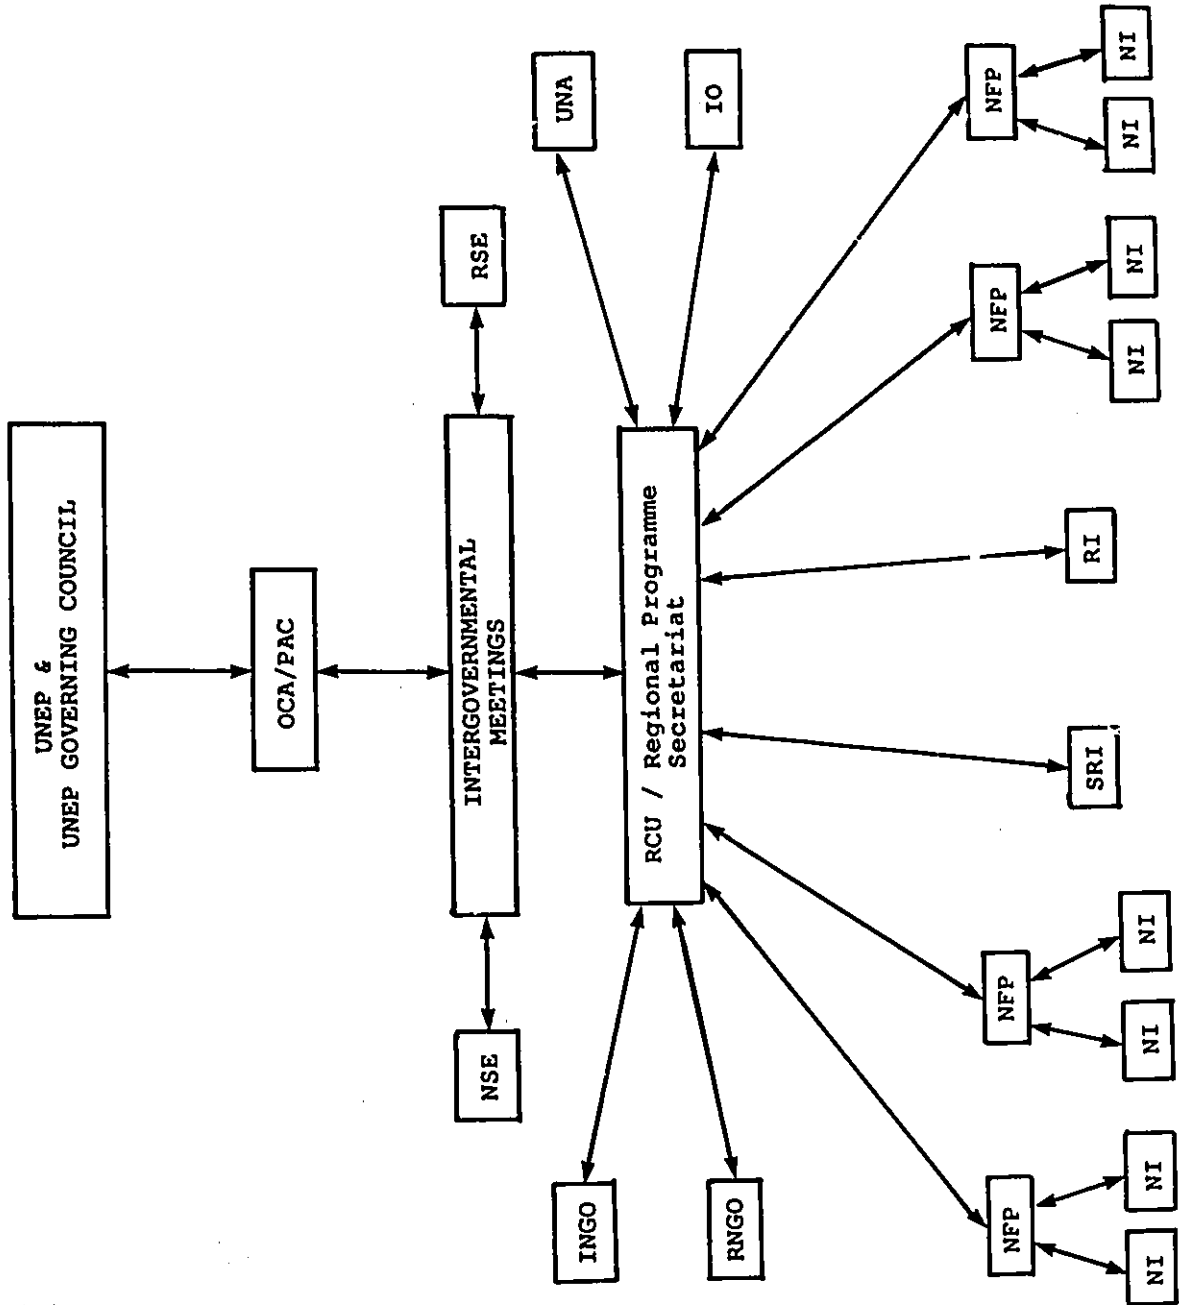 UNEP &
UNEP GOVERNING COUNCIL
OCA/PAC
NSE
INTERGOVERNMENTAL
MEETINGS
RSE
INGO
UNA
RCU / Regional Programme
Secretariat
RNGO
IO
NFP
NFP
NFP
NFP
SRI
RI
NI
NI
NI
NI
NI
NI
NI
NI